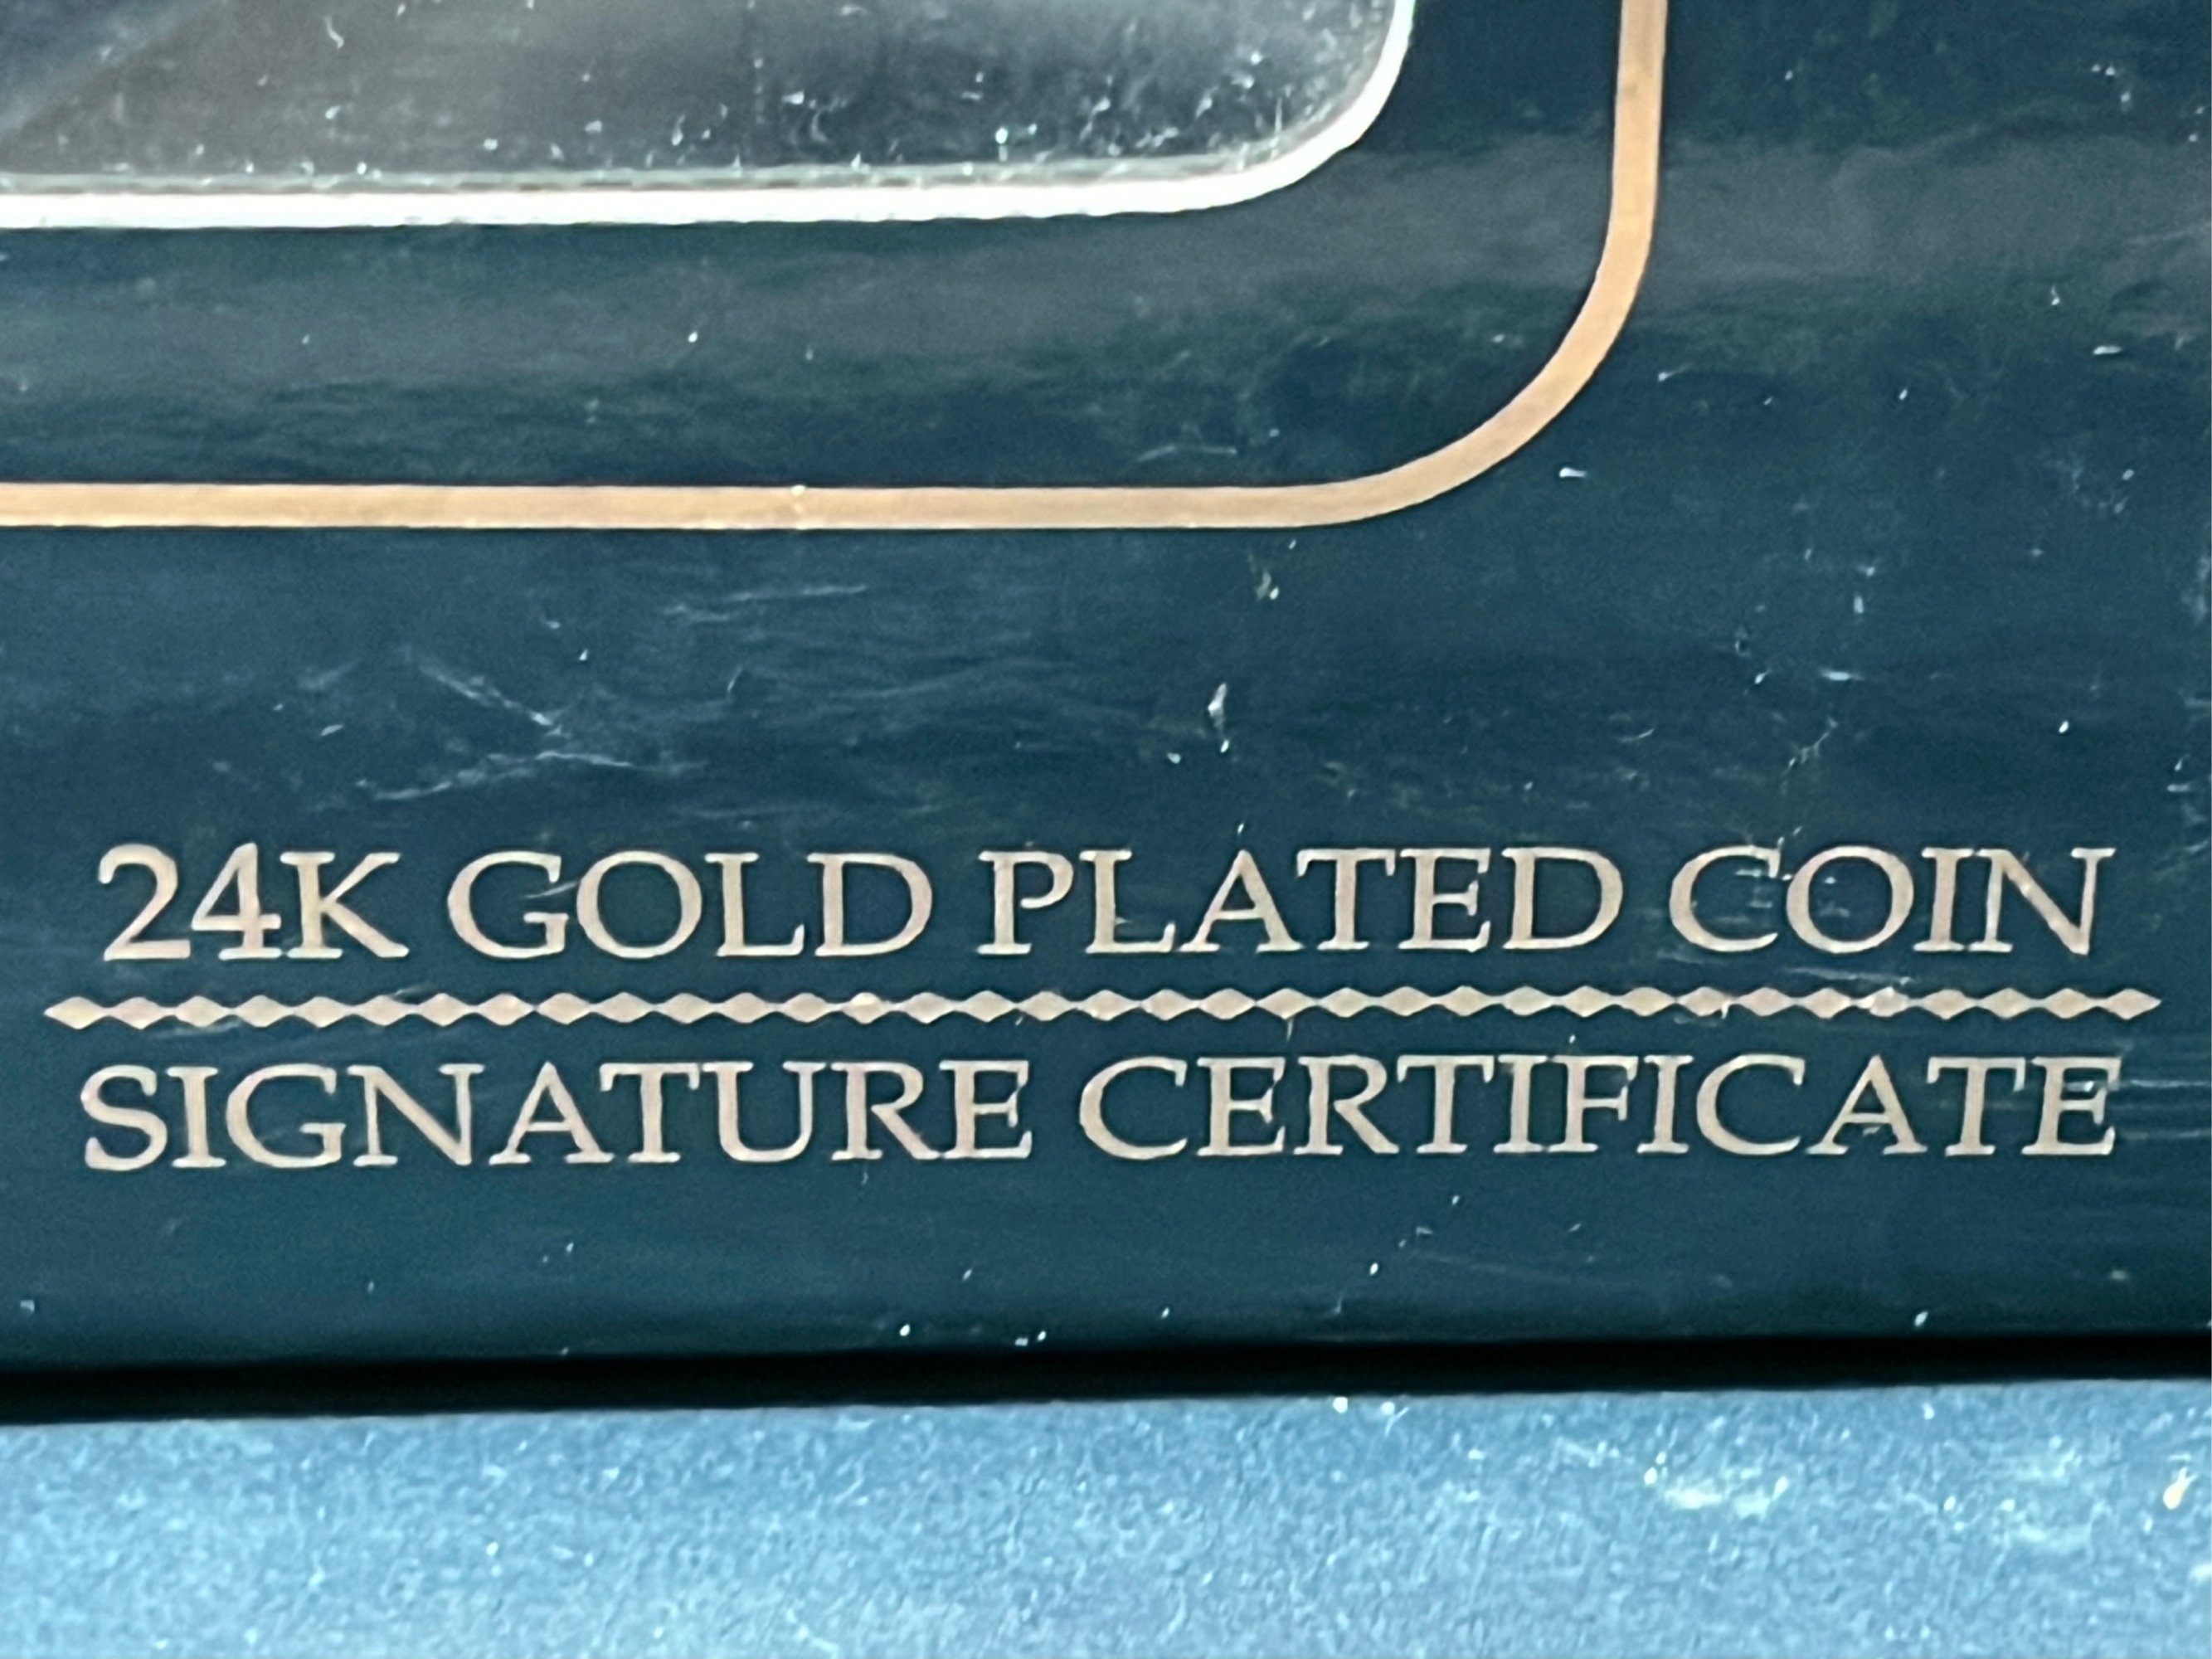 24K GOLD PLATED COIN
SIGNATURE CERTIFICATE